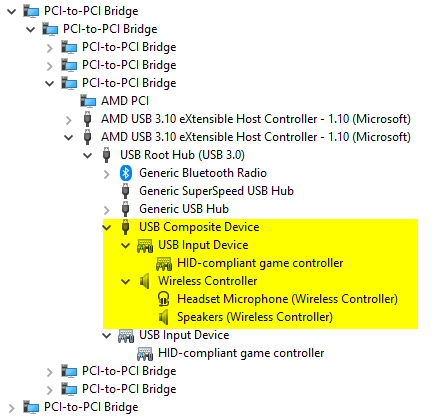 PCI-to-PCI Bridge
PCI-to-PCI Bridge
PCI-to-PCI Bridge
PCI-to-PCI Bridge
PCI-to-PCI Bridge
AMD PCI
AMD USB 3.10 eXtensible Host Controller - 1.10 (Microsoft)
AMD USB 3.10 eXtensible Host Controller - 1.10 (Microsoft)
USB Root Hub (USB 3.0)
Generic Bluetooth Radio
Generic SuperSpeed USB Hub
Generic USB Hub
USB Composite Device
USB Input Device
HID-compliant game controller
Wireless Controller
Headset Microphone (Wireless Controller)
Speakers (Wireless Controller)
USB Input Device
HID-compliant game controller
PCI-to-PCI Bridge
PCI-to-PCI Bridge
PCI-to-PCI Bridge